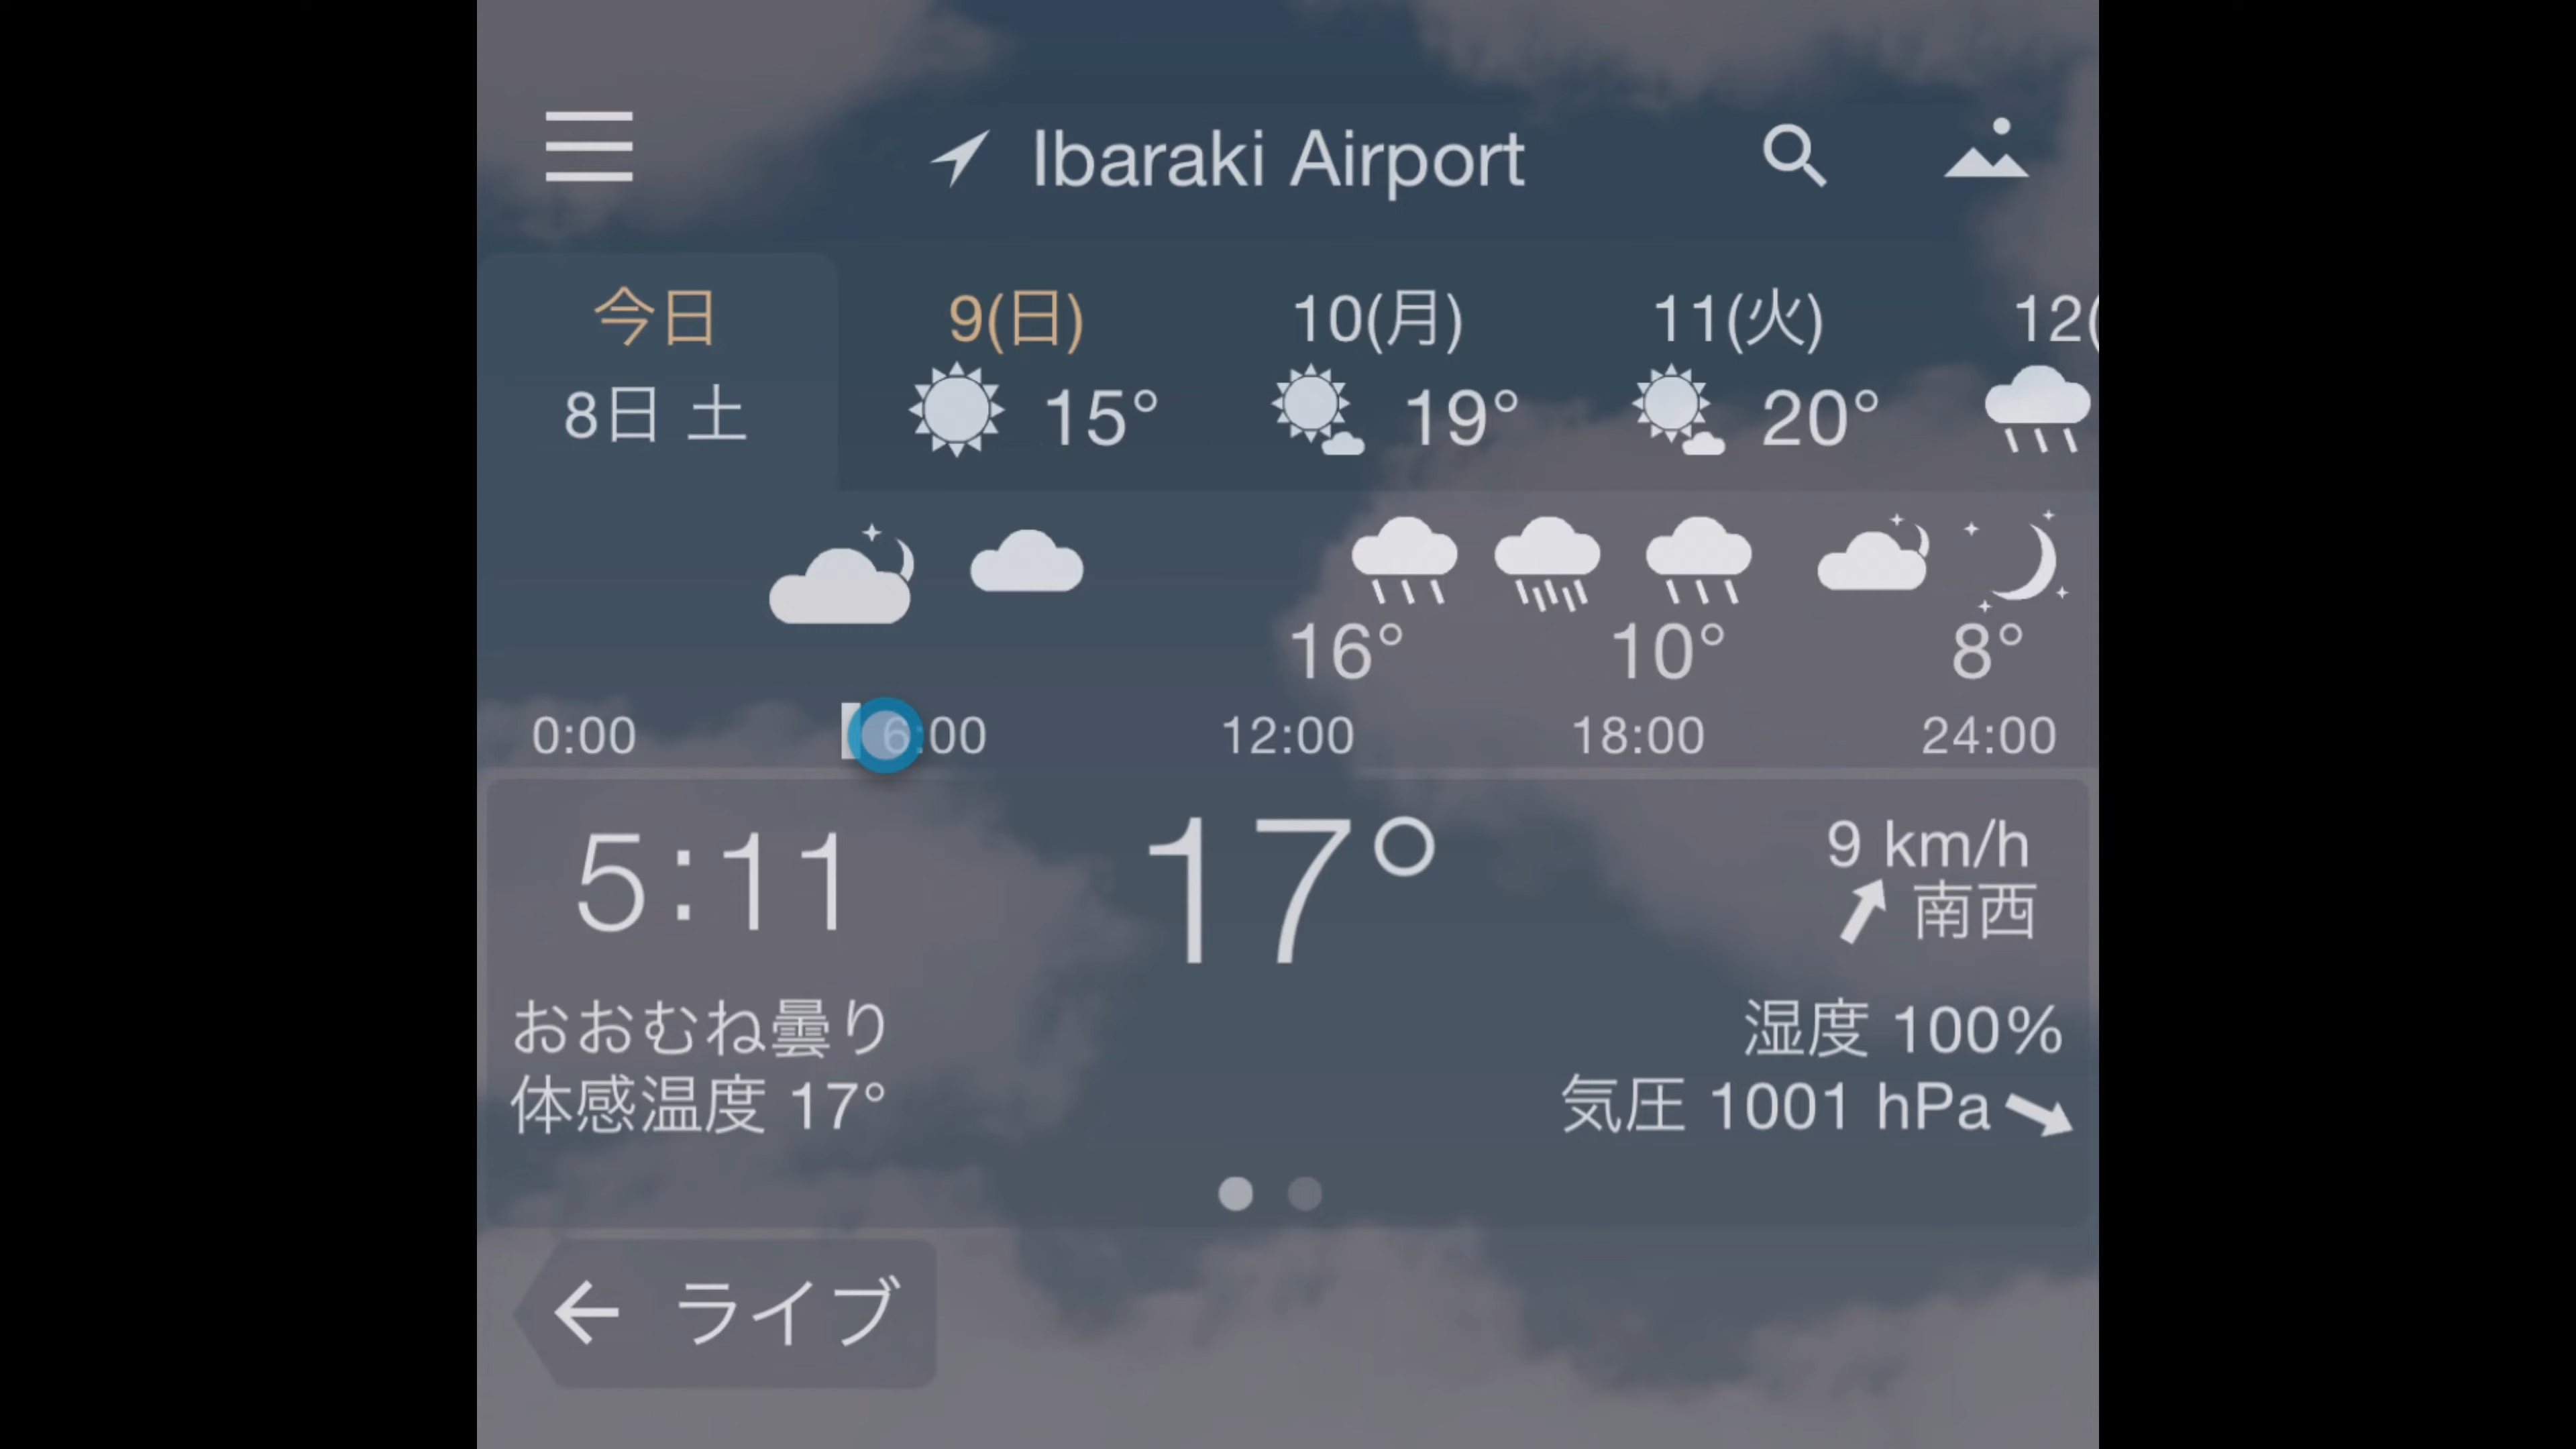 Ibaraki Airport
今日 9(日) 10(月) 11(火) 12(
8日 土 15° 19° 20°
16° 10° 8°
0:00 6:00 12:00 18:00 24:00
5:11 17° 9 km/h
南西
おおむね曇り 湿度 100%
体感温度 17° 気圧 1001 hPa
ライブ